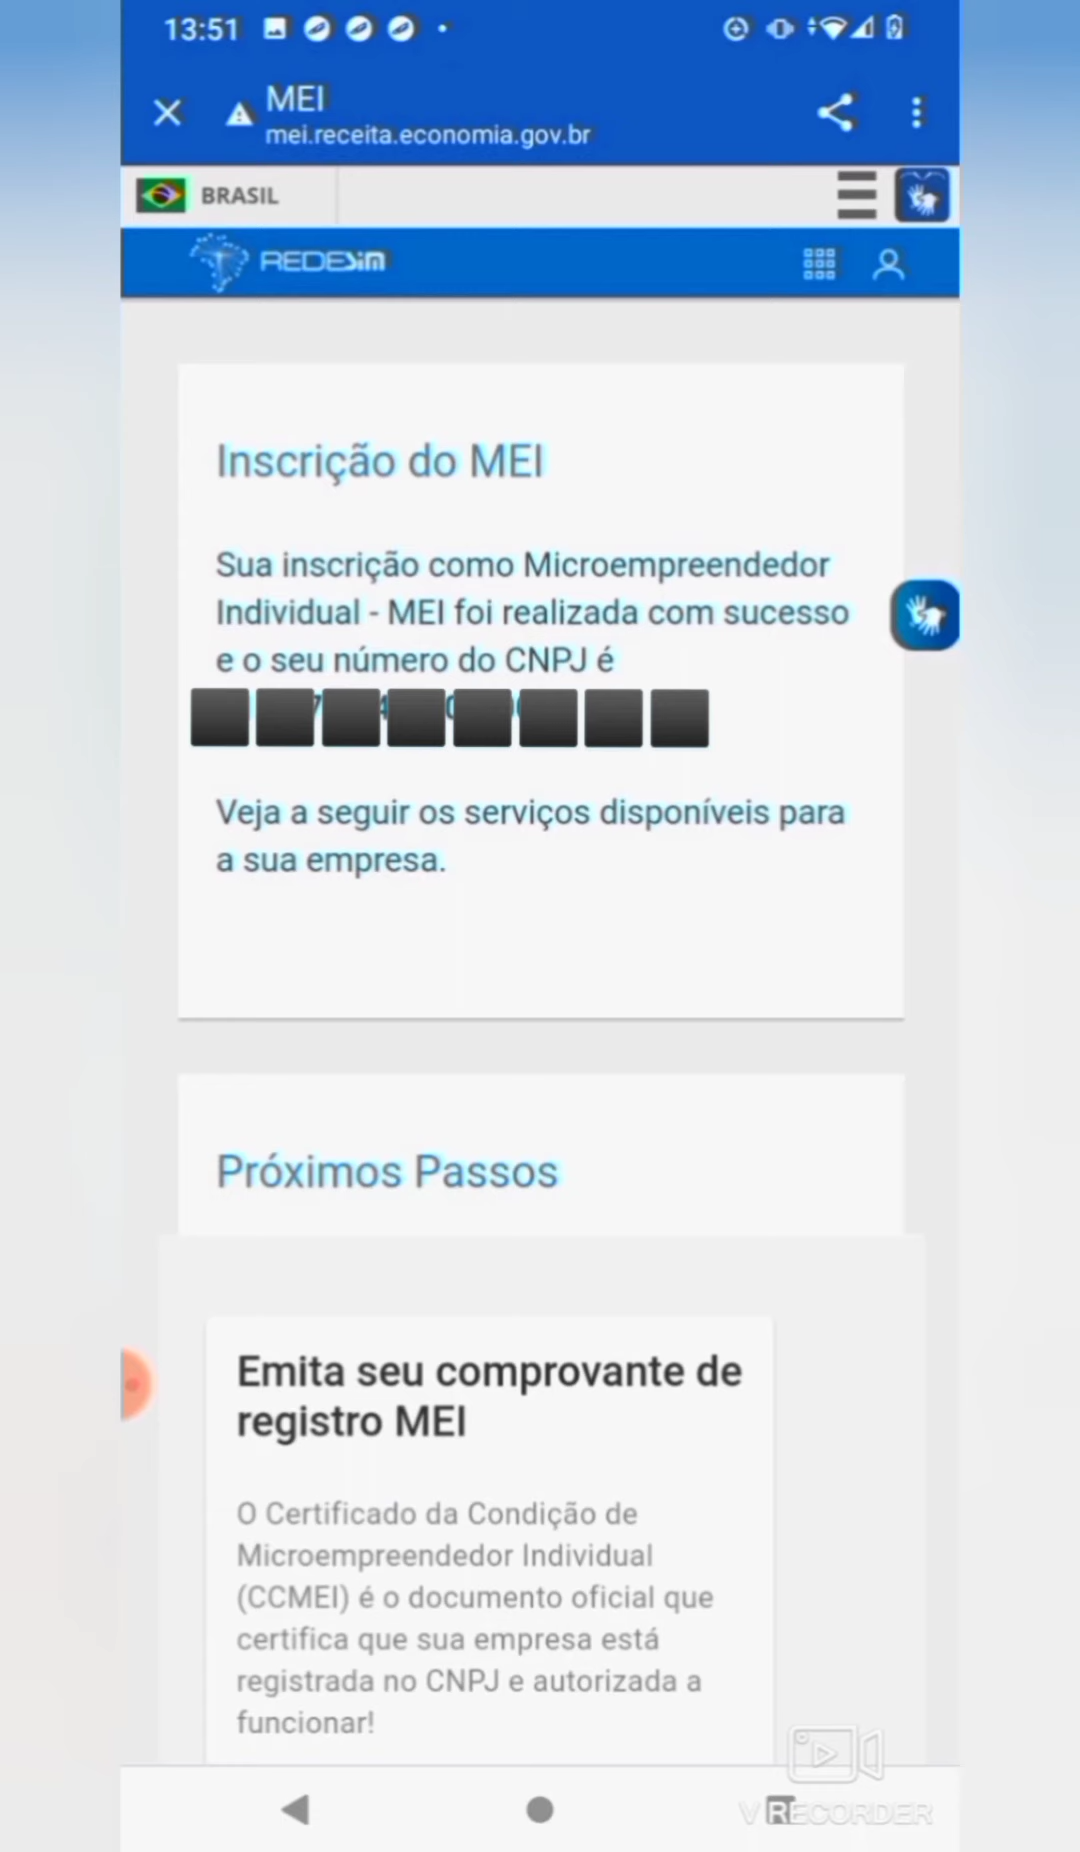 13:51
MEI
mei.receita.economia.gov.br
BRASIL
REDESIM
Inscrição do MEI
Sua inscrição como Microempreendedor
Individual - MEI foi realizada com sucesso
e o seu número do CNPJ é
Veja a seguir os serviços disponíveis para
a sua empresa.
Próximos Passos
Emita seu comprovante de
registro MEI
O Certificado da Condição de
Microempreendedor Individual
(CCMEI) é o documento oficial que
certifica que sua empresa está
registrada no CNPJ e autorizada a
funcionar!
V RECORDER